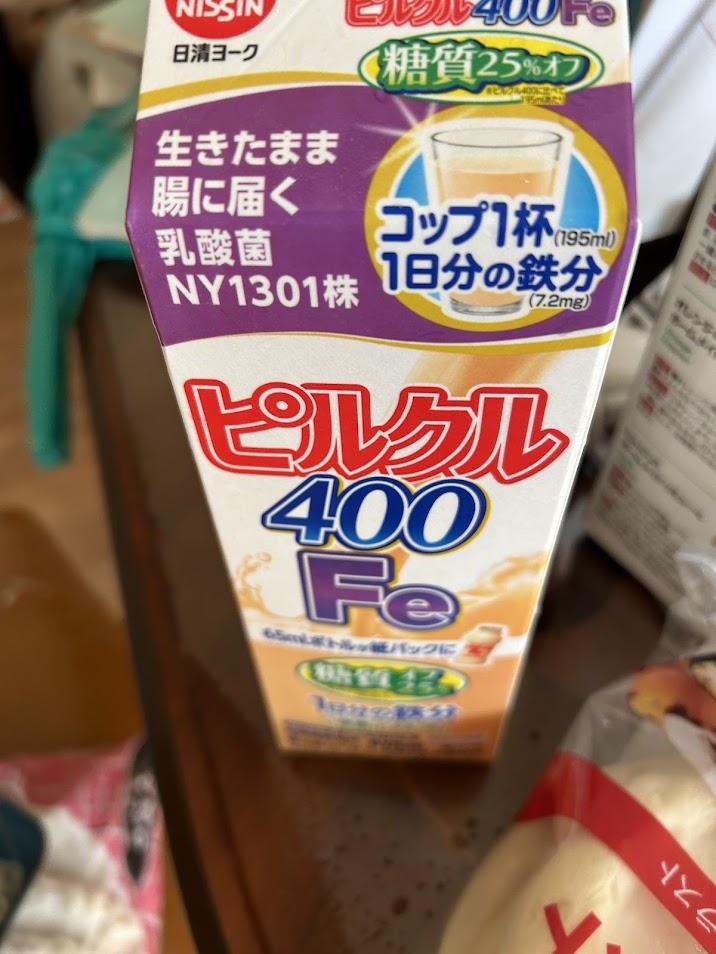 NISSIN
日清ヨーク
ピルクル400Fe
糖質25%オフ
生きたまま
腸に届く
乳酸菌
NY1301株
コップ1杯(195ml)
1日分の鉄分
(7.2mg)
ピルクル
400
Fe
65mlボトルが紙パックに
糖質オフ
1日分の鉄分